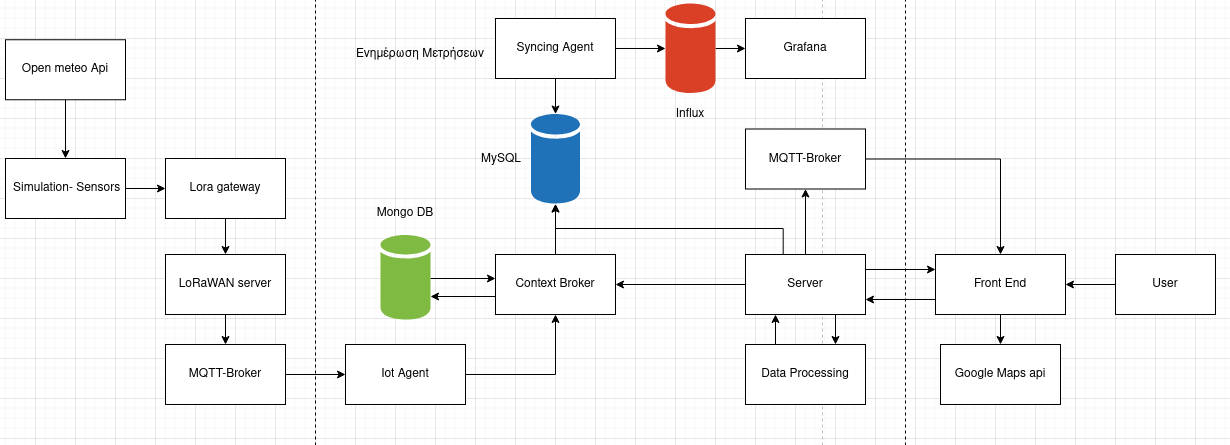 Open meteo Api
Simulation- Sensors
Lora gateway
LoRaWAN server
MQTT-Broker
Ενημέρωση Μετρήσεων
Syncing Agent
Influx
Grafana
MySQL
Mongo DB
Context Broker
Iot Agent
MQTT-Broker
Server
Data Processing
Front End
User
Google Maps api